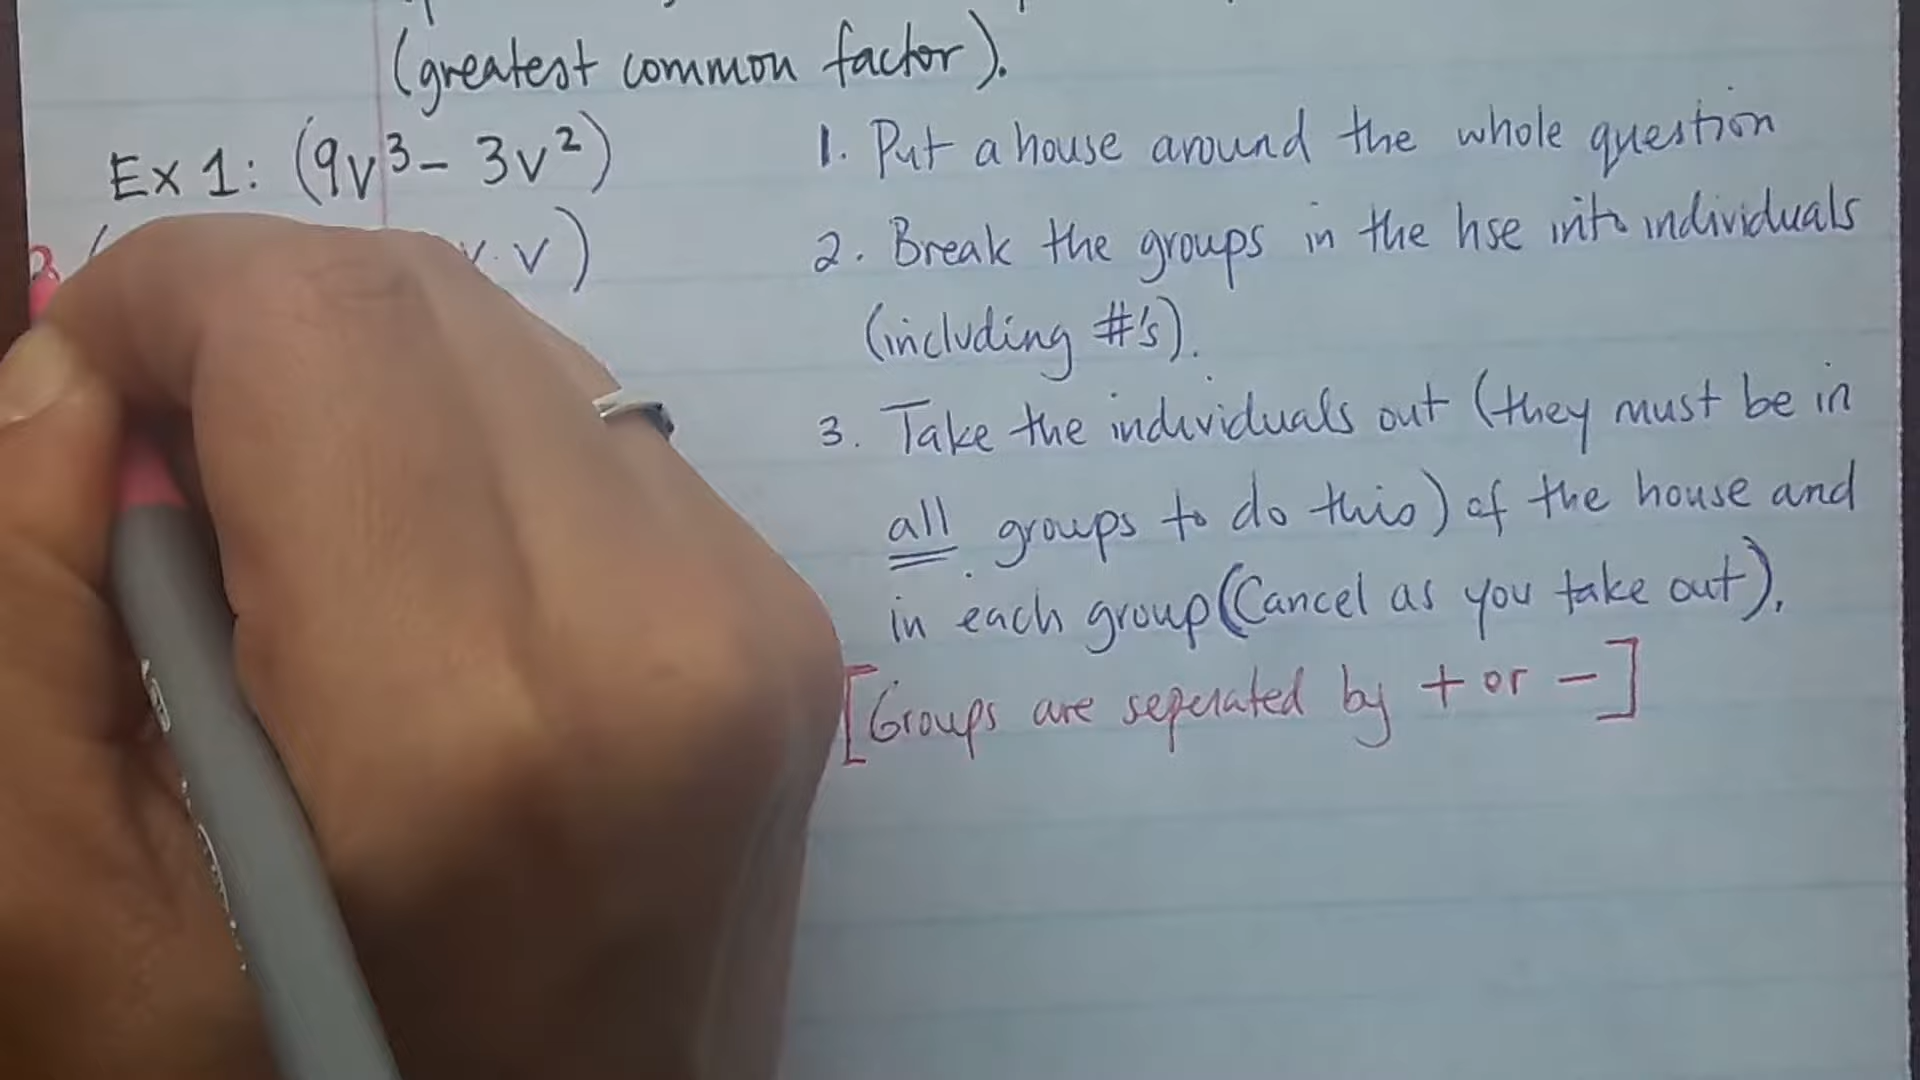 (greatest common factor).
Ex 1: (9v³ – 3v²)
( v . v )
1. Put a house around the whole question
2. Break the groups in the hse into individuals
(including #'s).
3. Take the individuals out (they must be in
all groups to do this) of the house and
in each group (Cancel as you take out).
[Groups are seperated by + or –]